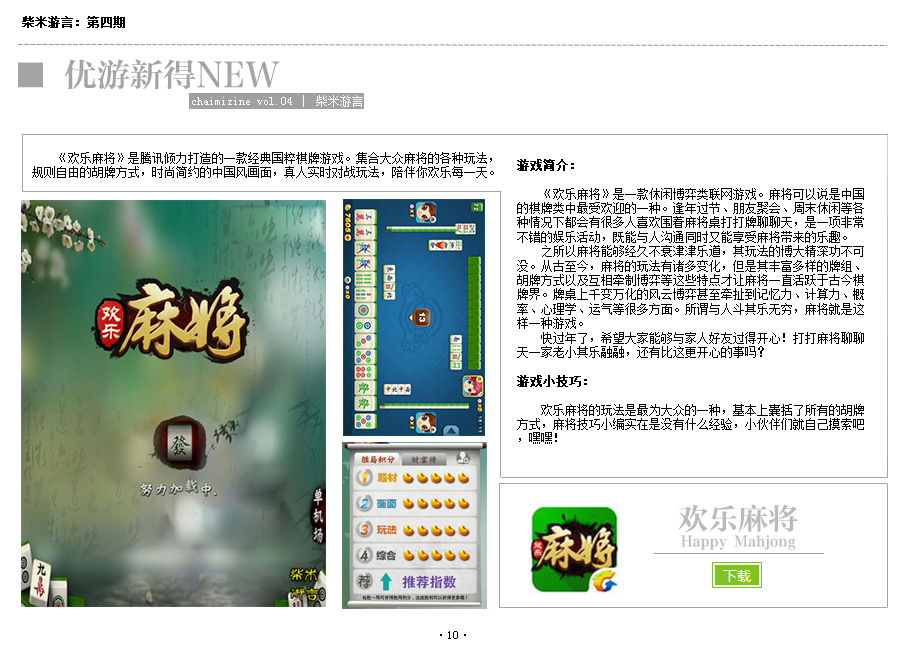 柴米游言：第四期
优游新得NEW
chaimizine vol.04 | 柴米游言
《欢乐麻将》是腾讯倾力打造的一款经典国粹棋牌游戏。集合大众麻将的各种玩法，
规则自由的胡牌方式，时尚简约的中国风画面，真人实时对战玩法，陪伴你欢乐每一天。
欢乐
麻将
發
努力加载中.
单机场
柴米
游言
胜局积分
财富榜
1 题材
2 画面
3 玩法
4 综合
荐 推荐指数
游戏简介：
《欢乐麻将》是一款休闲博弈类联网游戏。麻将可以说是中国
的棋牌类中最受欢迎的一种。逢年过节、朋友聚会、周末休闲等各
种情况下都会有很多人喜欢围着麻将桌打打牌聊聊天，是一项非常
不错的娱乐活动，既能与人沟通同时又能享受麻将带来的乐趣。
之所以麻将能够经久不衰津津乐道，其玩法的博大精深功不可
没。从古至今，麻将的玩法有诸多变化，但是其丰富多样的牌组、
胡牌方式以及互相牵制博弈等这些特点才让麻将一直活跃于古今棋
牌界。牌桌上千变万化的风云博弈甚至牵扯到记忆力、计算力、概
率、心理学、运气等很多方面。所谓与人斗其乐无穷，麻将就是这
样一种游戏。
快过年了，希望大家能够与家人好友过得开心！打打麻将聊聊
天一家老小其乐融融，还有比这更开心的事吗？
游戏小技巧：
欢乐麻将的玩法是最为大众的一种，基本上囊括了所有的胡牌
方式，麻将技巧小编实在是没有什么经验，小伙伴们就自己摸索吧
，嘿嘿！
欢乐
麻将
欢乐麻将
Happy Mahjong
下载
· 10 ·